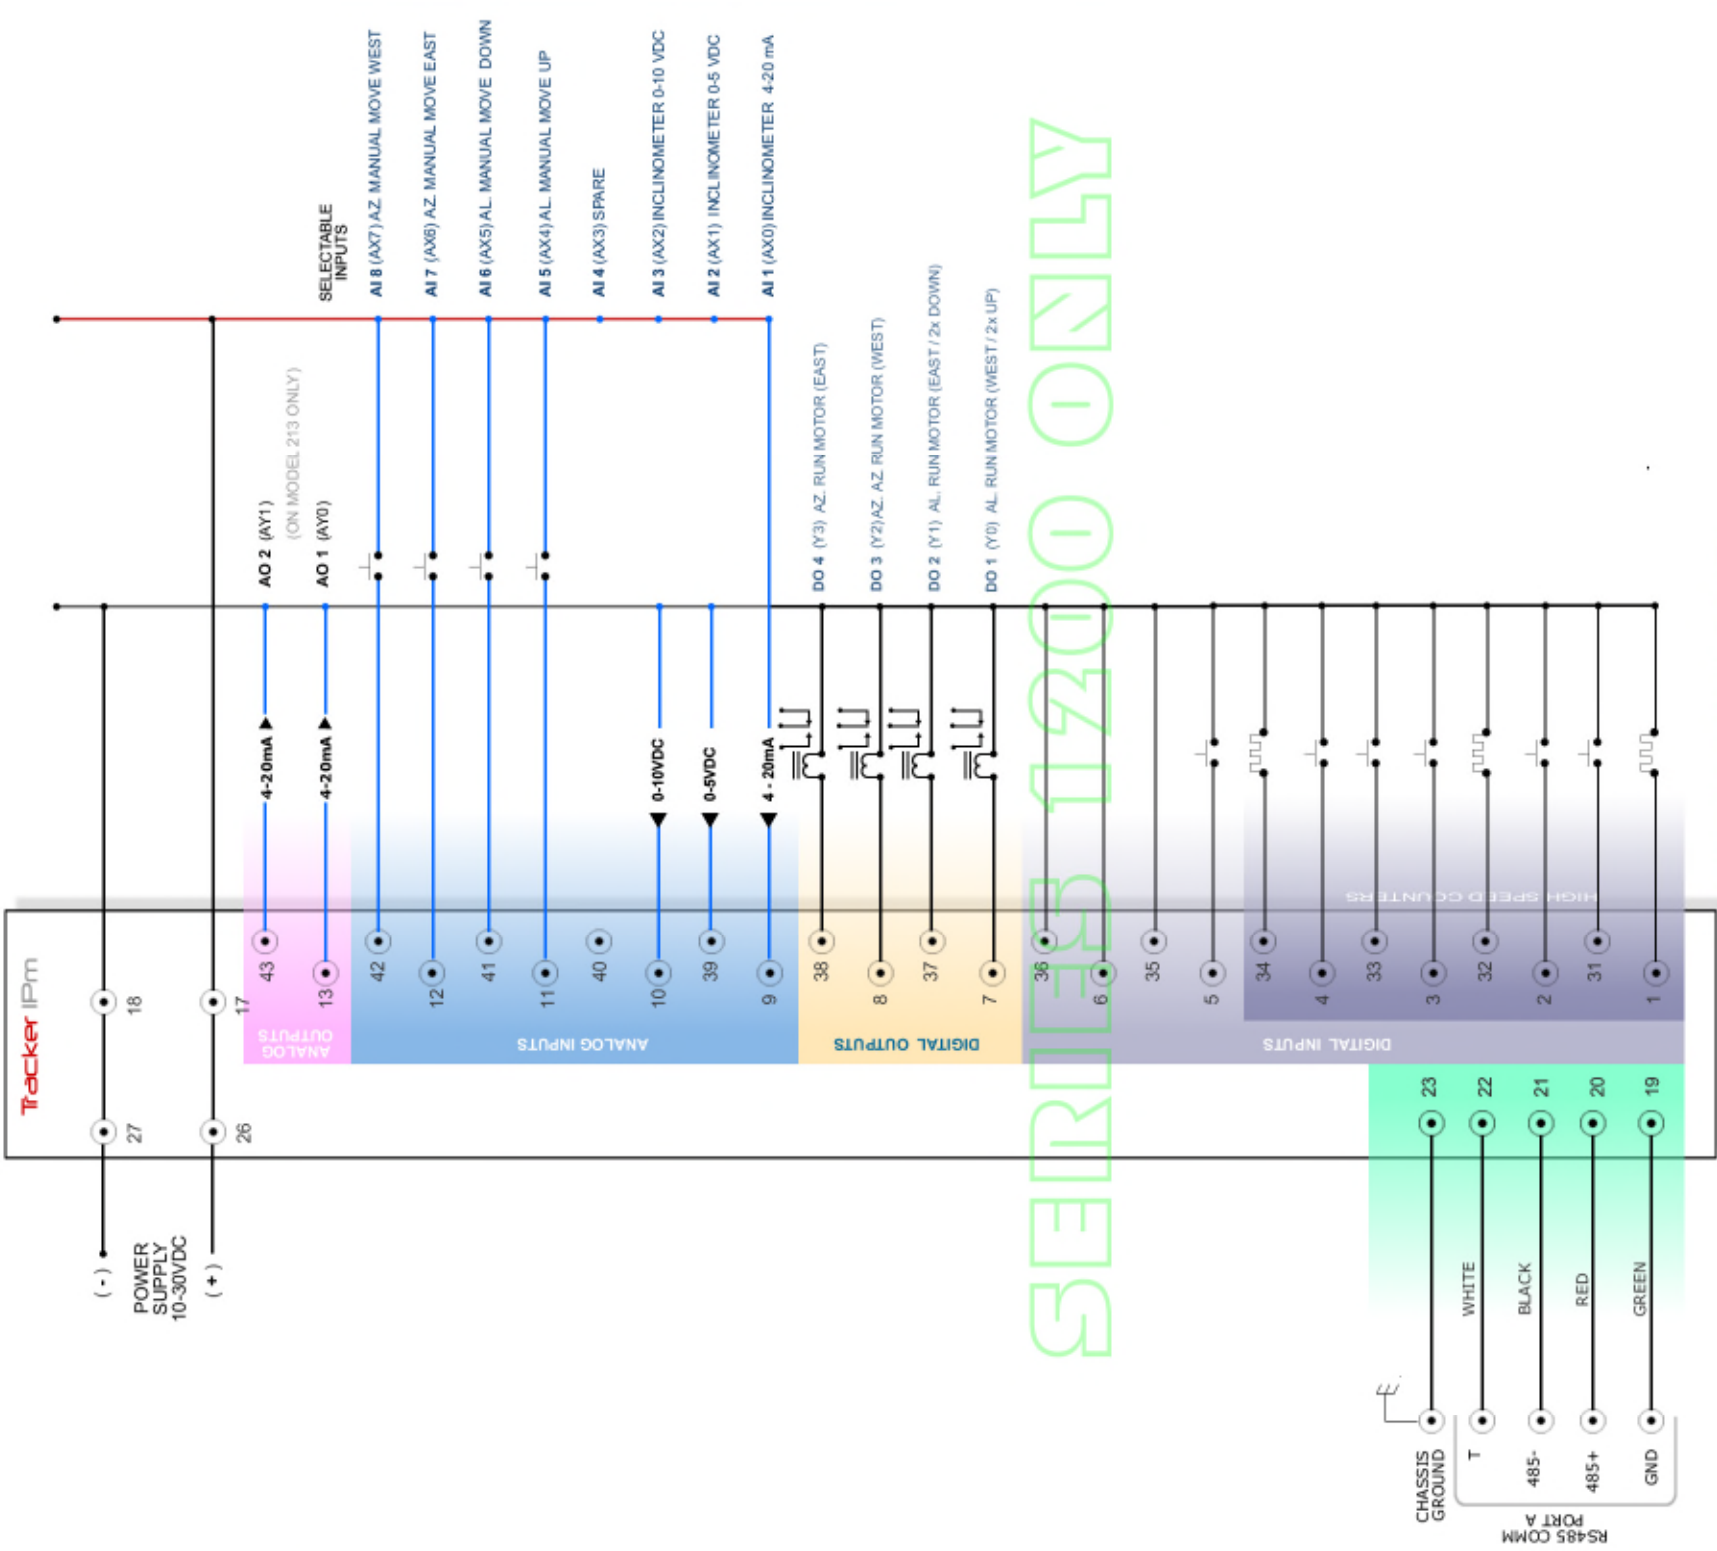 SELECTABLE
INPUTS
AI 8 (AX7) AZ. MANUAL MOVE WEST
AI 7 (AX6) AZ. MANUAL MOVE EAST
AI 6 (AX5) AL. MANUAL MOVE DOWN
AI 5 (AX4) AL. MANUAL MOVE UP
AI 4 (AX3) SPARE
AI 3 (AX2) INCLINOMETER 0-10 VDC
AI 2 (AX1) INCLINOMETER 0-5 VDC
AI 1 (AX0) INCLINOMETER 4-20 mA
AO 2 (AY1)
(ON MODEL 213 ONLY)
AO 1 (AY0)
DO 4 (Y3) AZ. RUN MOTOR (EAST)
DO 3 (Y2) AZ. AZ. RUN MOTOR (WEST)
DO 2 (Y1) AL. RUN MOTOR (EAST / 2x DOWN)
DO 1 (Y0) AL. RUN MOTOR (WEST / 2x UP)
4-20mA
4-20mA
0-10VDC
0-5VDC
4 - 20mA
SERIES 1200 ONLY
Tracker IPm
18
17
43
13
42
12
41
11
40
10
39
9
38
8
37
7
36
6
35
5
34
4
33
3
32
2
31
1
HIGH SPEED COUNTERS
ANALOG
OUTPUTS
ANALOG INPUTS
DIGITAL OUTPUTS
DIGITAL INPUTS
27
26
23
22
21
20
19
(-)
POWER
SUPPLY
10-30VDC
(+)
WHITE
BLACK
RED
GREEN
CHASSIS
GROUND
T
485-
485+
GND
RS485 COMM
PORT A